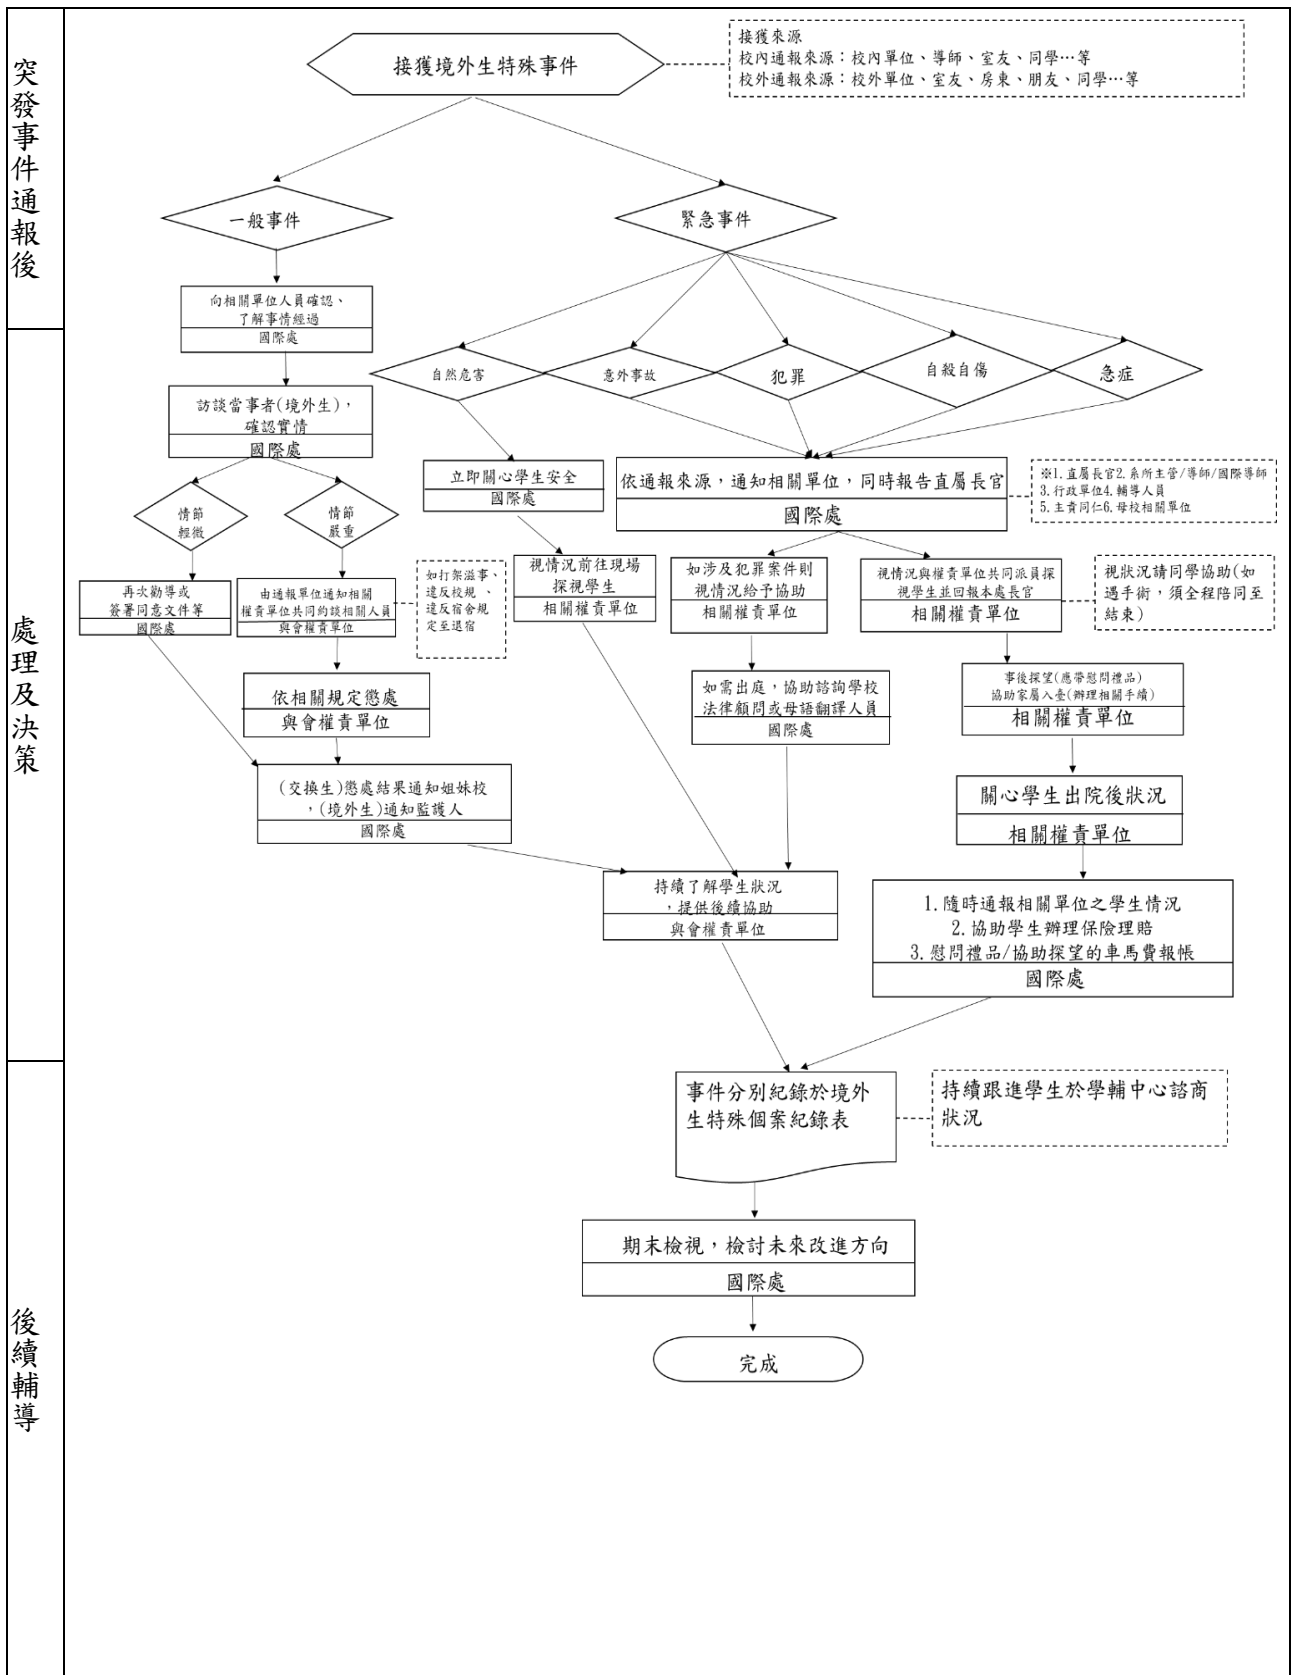 突發事件通報後
接獲境外生特殊事件
接獲來源
校內通報來源：校內單位、導師、室友、同學…等
校外通報來源：校外單位、室友、房東、朋友、同學…等
一般事件
緊急事件
向相關單位人員確認、
了解事情經過
國際處
處理及決策
自然危害
意外事故
犯罪
自殺自傷
急症
訪談當事者(境外生)，
確認實情
國際處
立即關心學生安全
國際處
依通報來源，通知相關單位，同時報告直屬長官
國際處
※1.直屬長官2.系所主管/導師/國際導師
3.行政單位4.輔導人員
5.主責同仁6.母校相關單位
情節
輕微
情節
嚴重
再次勸導或
簽署同意文件等
國際處
由通報單位通知相關
權責單位共同約談相關人員
與會權責單位
如打架滋事、
違反校規、
違反宿舍規
定至退宿
視情況前往現場
探視學生
相關權責單位
如涉及犯罪案件則
視情況給予協助
相關權責單位
視情況與權責單位共同派員探
視學生並回報本處長官
相關權責單位
視狀況請同學協助(如
遇手術，須全程陪同至
結束)
依相關規定懲處
與會權責單位
如需出庭，協助諮詢學校
法律顧問或母語翻譯人員
國際處
事後探望(應帶慰問禮品)
協助家屬入臺(辦理相關手續)
相關權責單位
(交換生)懲處結果通知姐妹校
，(境外生)通知監護人
國際處
關心學生出院後狀況
相關權責單位
持續了解學生狀況
，提供後續協助
與會權責單位
1.隨時通報相關單位之學生情況
2.協助學生辦理保險理賠
3.慰問禮品/協助探望的車馬費報帳
國際處
後續輔導
事件分別紀錄於境外
生特殊個案紀錄表
持續跟進學生於學輔中心諮商
狀況
期末檢視，檢討未來改進方向
國際處
完成